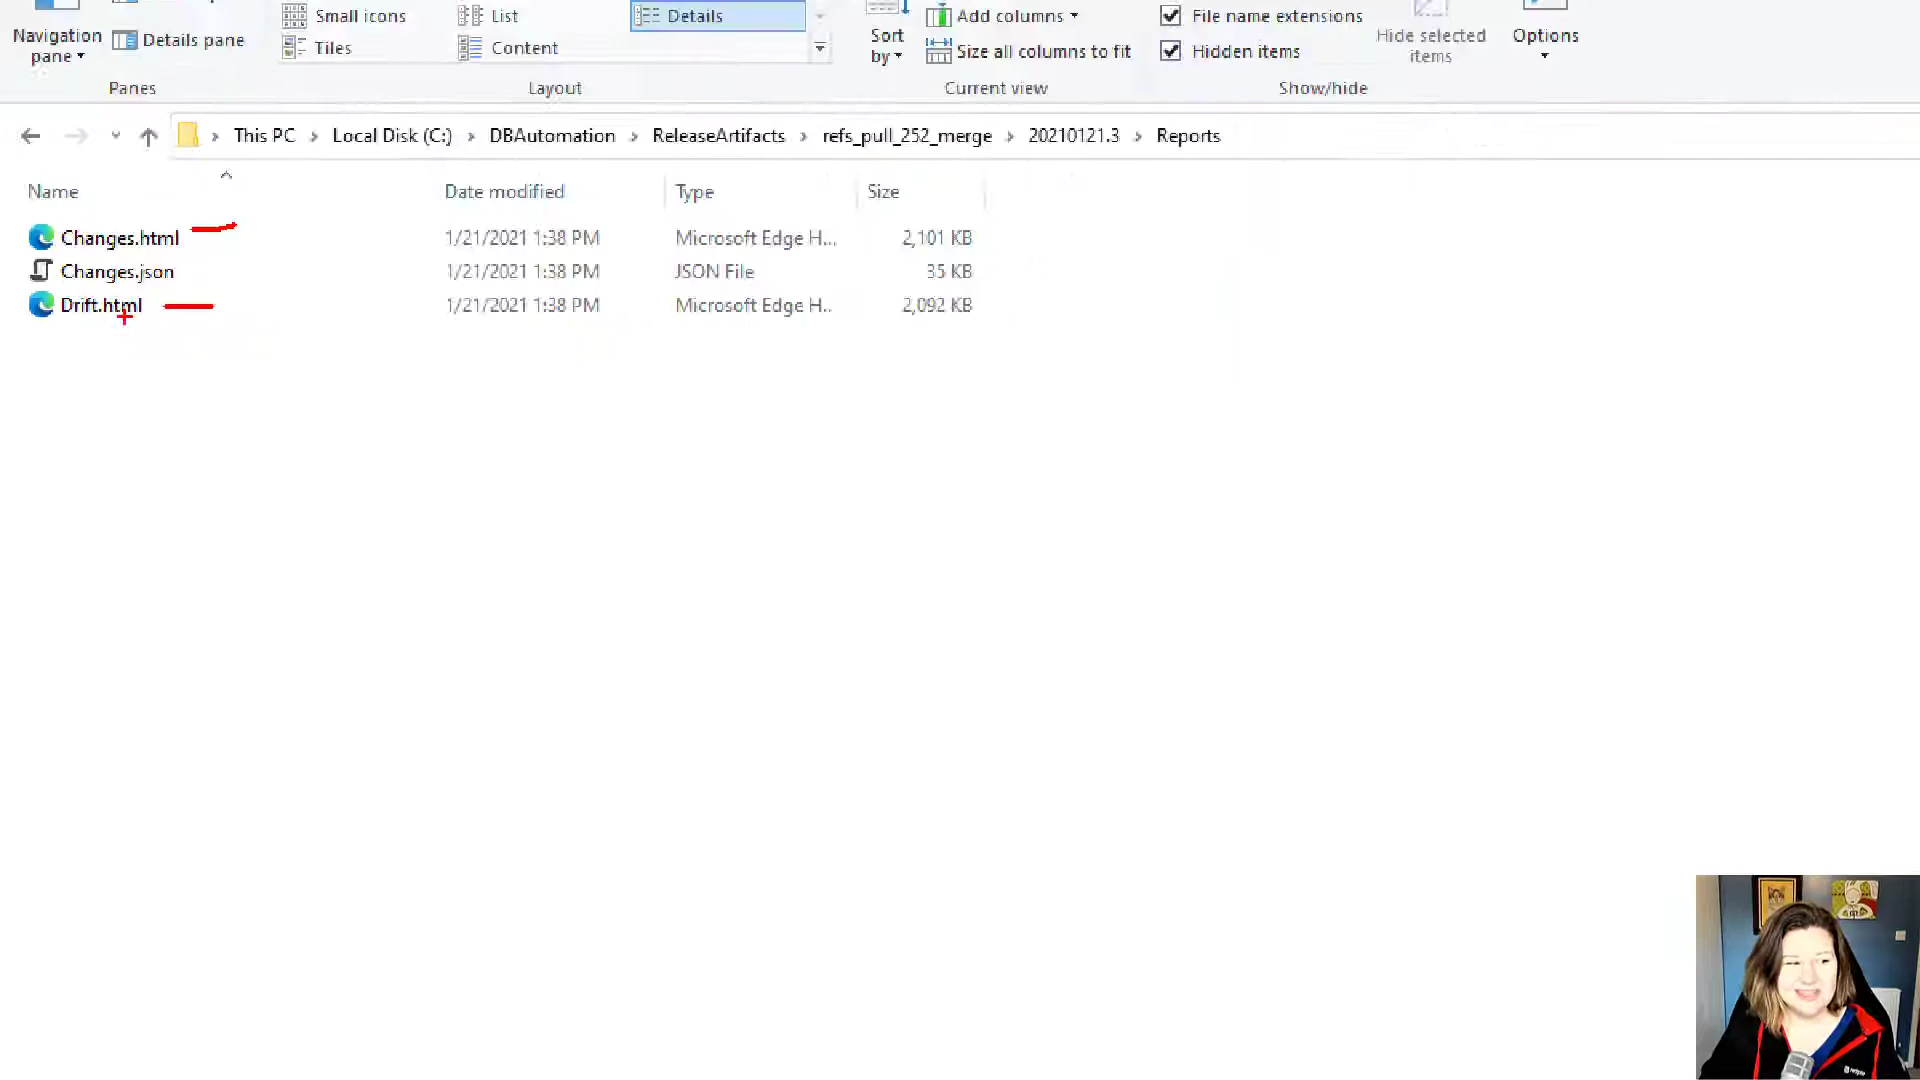 Navigation pane
Details pane
Panes
Small icons
List
Details
Tiles
Content
Layout
Sort by
Add columns
Size all columns to fit
Current view
File name extensions
Hidden items
Hide selected items
Show/hide
Options
This PC > Local Disk (C:) > DBAutomation > ReleaseArtifacts > refs_pull_252_merge > 20210121.3 > Reports
Name Date modified Type Size
Changes.html 1/21/2021 1:38 PM Microsoft Edge H... 2,101 KB
Changes.json 1/21/2021 1:38 PM JSON File 35 KB
Drift.html 1/21/2021 1:38 PM Microsoft Edge H... 2,092 KB